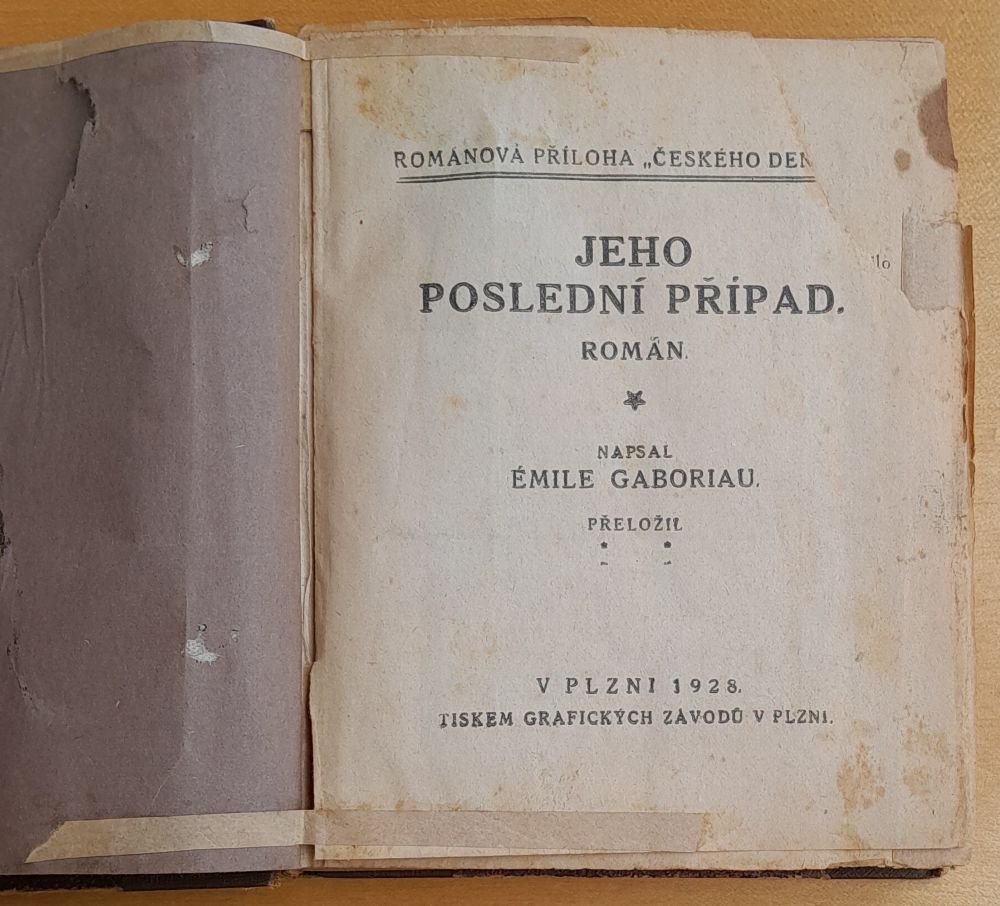 ROMÁNOVÁ PŘÍLOHA „ČESKÉHO DEN
JEHO
POSLEDNÍ PŘÍPAD.
ROMÁN.
NAPSAL
ÉMILE GABORIAU.
PŘELOŽIL
* *
V PLZNI 1928.
TISKEM GRAFICKÝCH ZÁVODŮ V PLZNI.